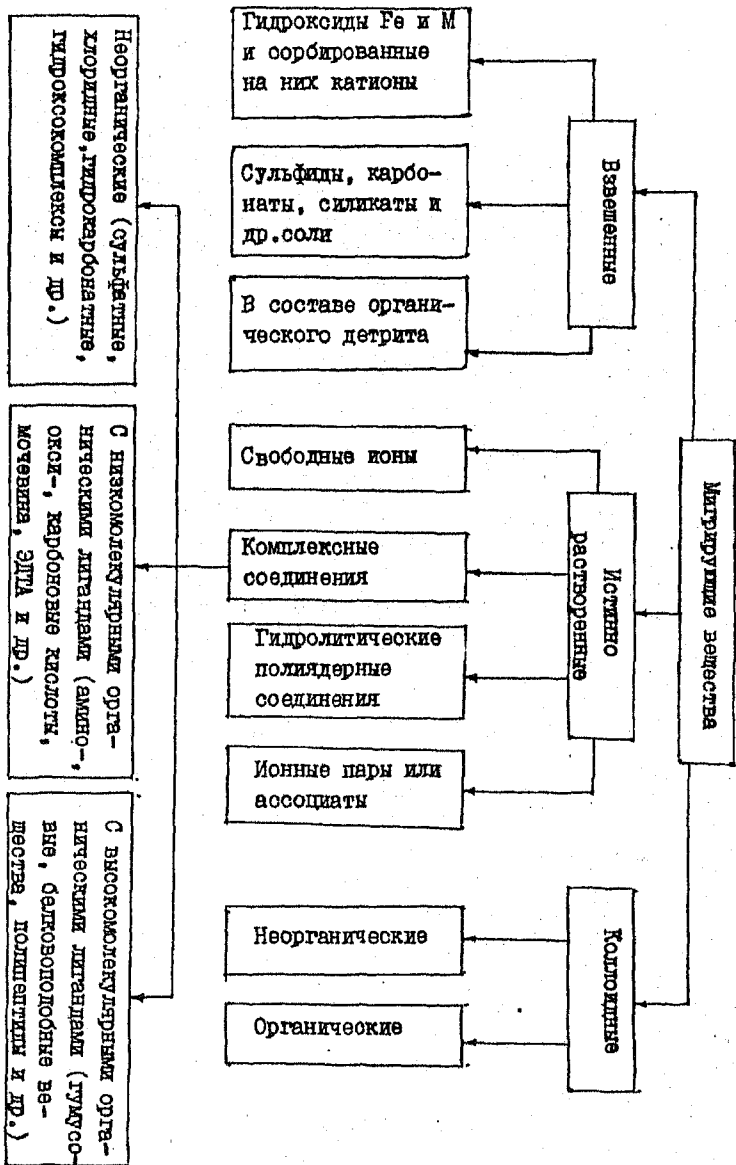 Мигрирующие вещества
Взвешенные
Истинно
растворенные
Коллоидные
Гидроксиды Fe и М
и сорбированные
на них катионы
Сульфиды, карбо-
наты, силикаты и
др.соли
В составе органи-
ческого детрита
Свободные ионы
Комплексные
соединения
Гидролитические
полиядерные
соединения
Ионные пары или
ассоциаты
Неорганические
Органические
Неорганические (сульфатные,
хлоридные,гидрокарбонатные,
гидроксокомплексы и др.)
С низкомолекулярными орга-
ническими лигандами (амино-,
окси-, карбоновые кислоты,
мочевина, ЭДТА и др.)
С высокомолекулярными орга-
ническими лигандами (гумусо-
вые, белковоподобные ве-
щества, полипептиды и др.)